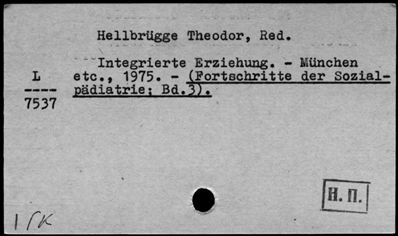 Hellbrügge Theodor, Red.
Integrierte Erziehung. - München
L etc., 1975. - (Fortschritte der Sozial-
---- pädiatrie; Bd.3).
7537
Н. П.